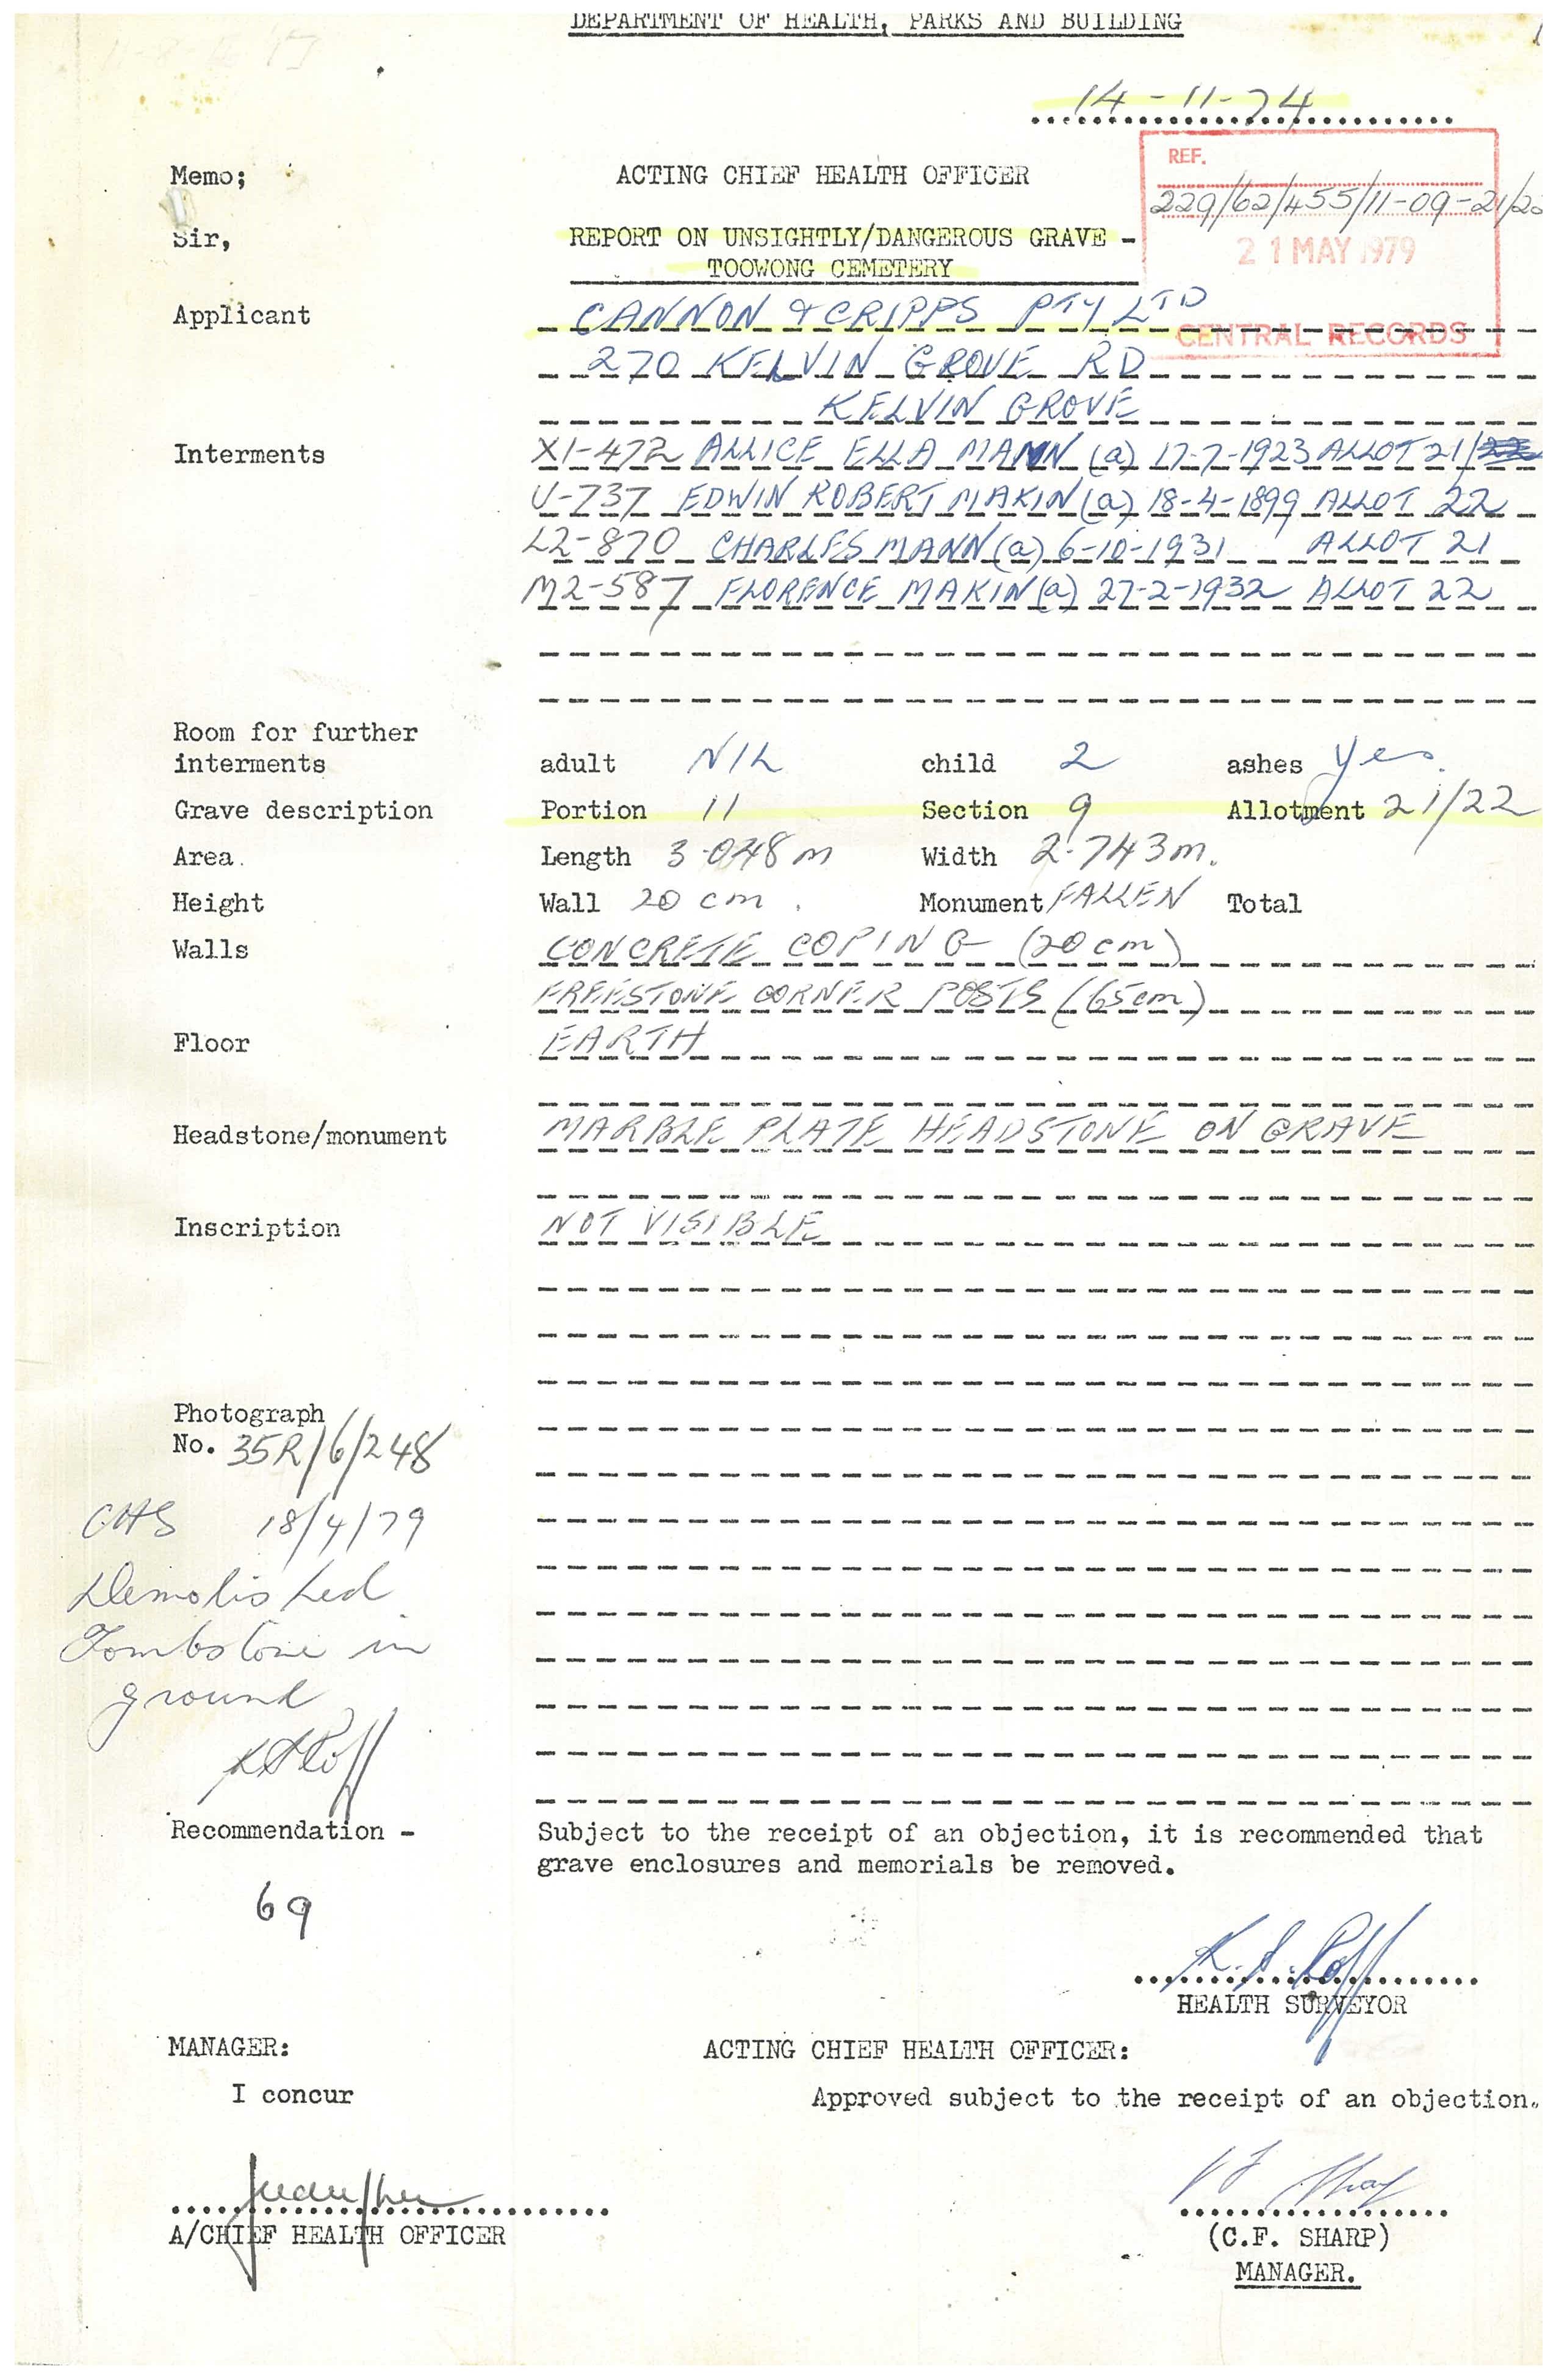 DEPARTMENT OF HEALTH, PARKS AND BUILDING
14-11-74
Memo; ACTING CHIEF HEALTH OFFICER
REF.
229/62/455/11-09-21/22
21 MAY 1979
CENTRAL RECORDS
Sir, REPORT ON UNSIGHTLY/DANGEROUS GRAVE -
TOOWONG CEMETERY
Applicant CANNON & CRIPPS PTY LTD
270 KELVIN GROVE RD
KELVIN GROVE
Interments X1-472 ALLICE ELLA MANN (a) 17-7-1923 ALLOT 21/
U-737 EDWIN ROBERT MAKIN (a) 18-4-1899 ALLOT 22
L2-870 CHARLES MANN (a) 6-10-1931 ALLOT 21
M2-587 FLORENCE MAKIN (a) 27-2-1932 ALLOT 22
Room for further
interments adult NIL child 2 ashes yes.
Grave description Portion 11 Section 9 Allotment 21/22
Area. Length 3.048m Width 2.743m.
Height Wall 20 cm. Monument FALLEN Total
Walls CONCRETE COPING (20cm)
FREESTONE CORNER POSTS (65cm)
Floor EARTH
Headstone/monument MARBLE PLATE HEADSTONE ON GRAVE
Inscription NOT VISIBLE
Photograph
No. 35R/6/248
CHS 18/4/79
Demolished
Tombstone in
ground
Roff
Recommendation - Subject to the receipt of an objection, it is recommended that
grave enclosures and memorials be removed.
69
K. A. Roff
HEALTH SURVEYOR
MANAGER: ACTING CHIEF HEALTH OFFICER:
I concur Approved subject to the receipt of an objection.
A/CHIEF HEALTH OFFICER (C.F. SHARP)
MANAGER.